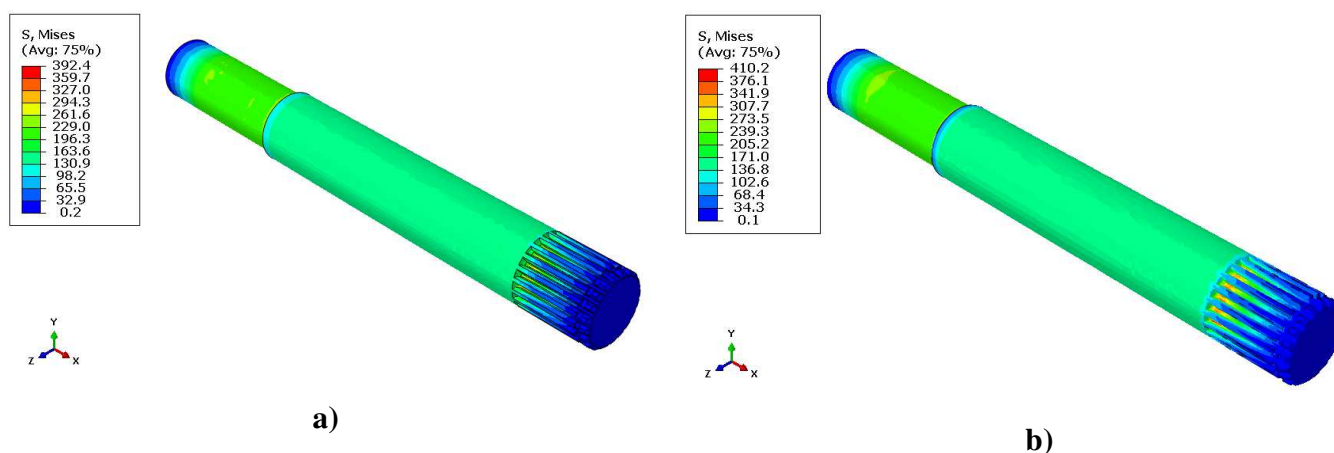 S, Mises
(Avg: 75%)
392.4
359.7
327.0
294.3
261.6
229.0
196.3
163.6
130.9
98.2
65.5
32.9
0.2
Y
Z
X
a)
S, Mises
(Avg: 75%)
410.2
376.1
341.9
307.7
273.5
239.3
205.2
171.0
136.8
102.6
68.4
34.3
0.1
Y
Z
X
b)